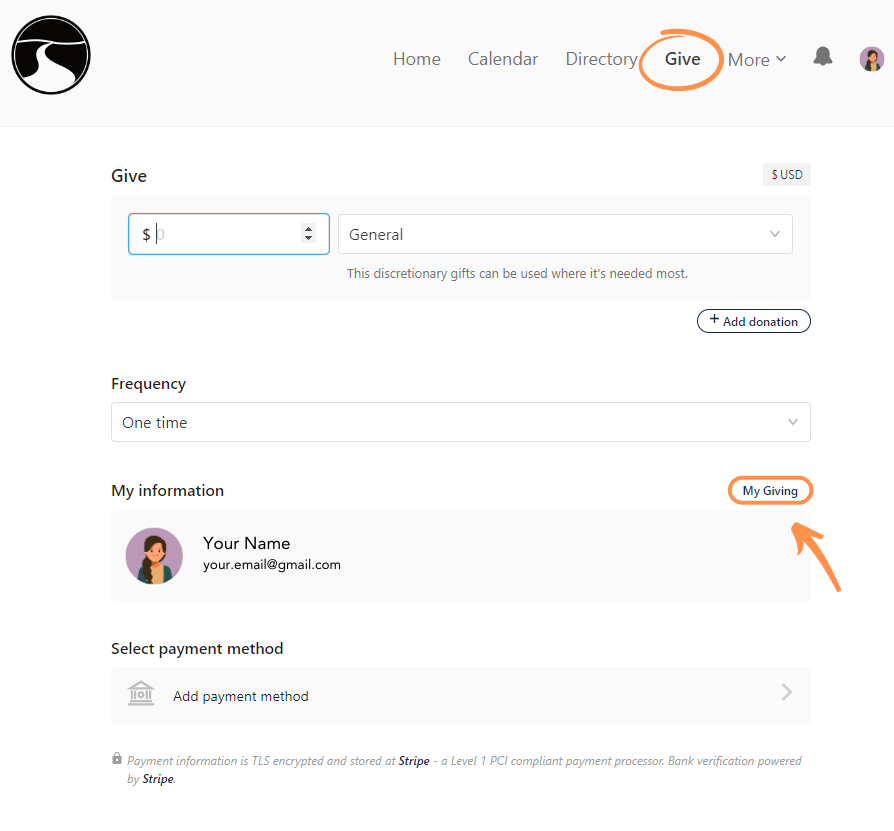 Home Calendar Directory Give More
Give
$ USD
$ 0 General
This discretionary gifts can be used where it's needed most.
+ Add donation
Frequency
One time
My information
My Giving
Your Name
your.email@gmail.com
Select payment method
Add payment method
Payment information is TLS encrypted and stored at Stripe - a Level 1 PCI compliant payment processor. Bank verification powered
by Stripe.